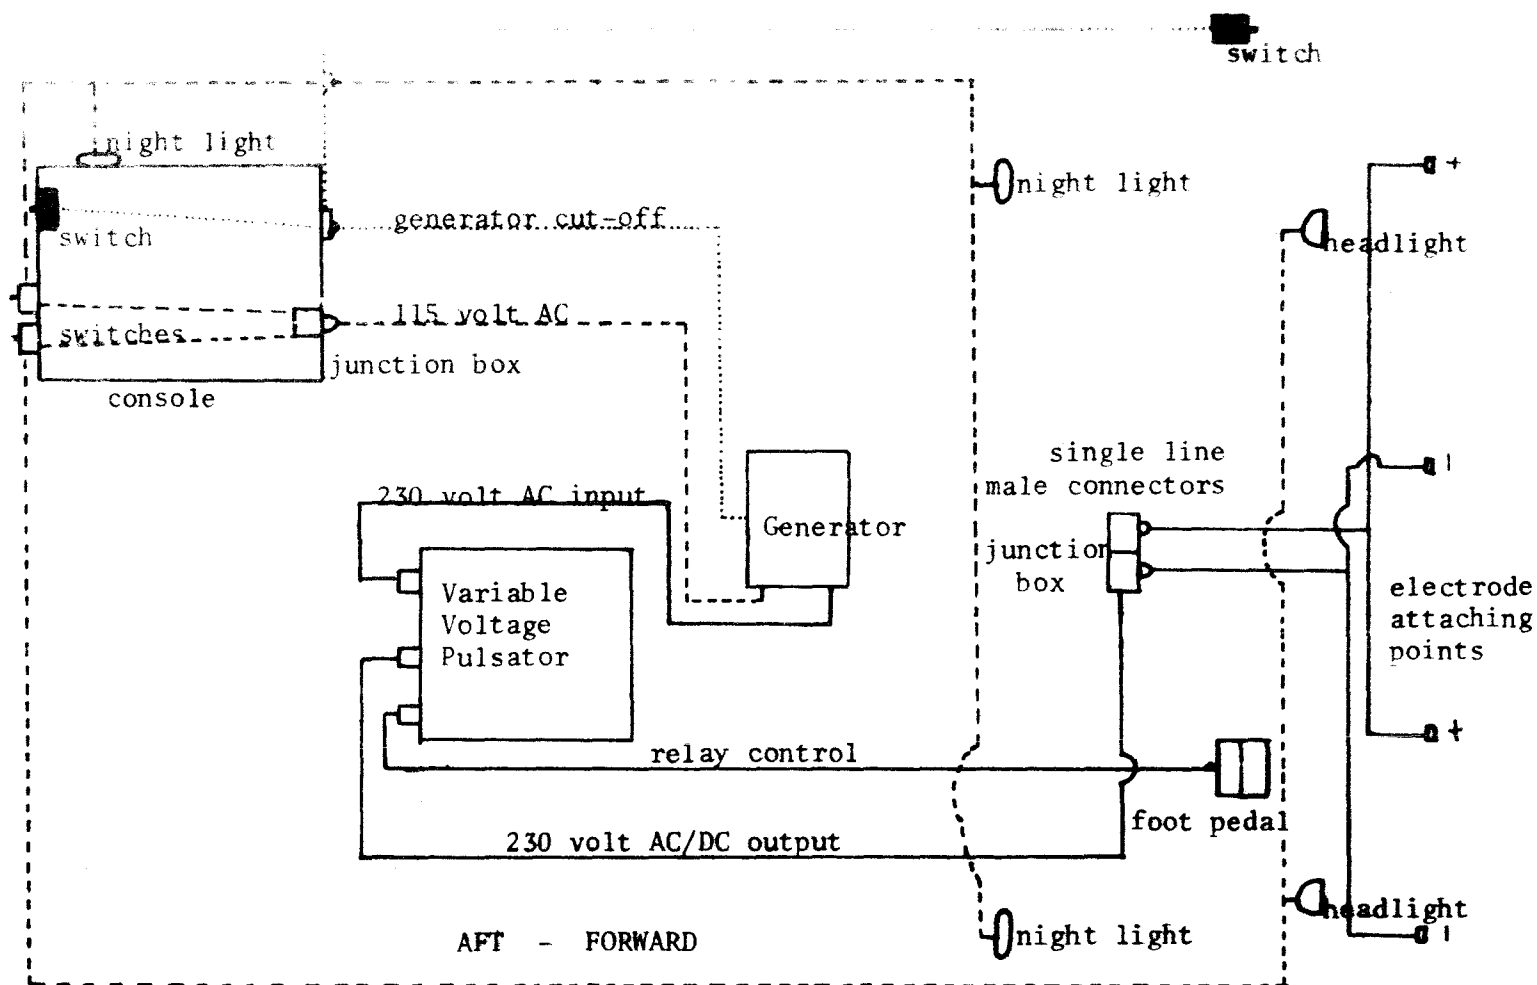 switch
night light
night light
+
generator cut-off
switch
headlight
115 volt AC
switches
junction box
console
single line
male connectors
230 volt AC input
Generator
junction
box
Variable
Voltage
Pulsator
electrode
attaching
points
+
relay control
foot pedal
230 volt AC/DC output
headlight
AFT - FORWARD
night light